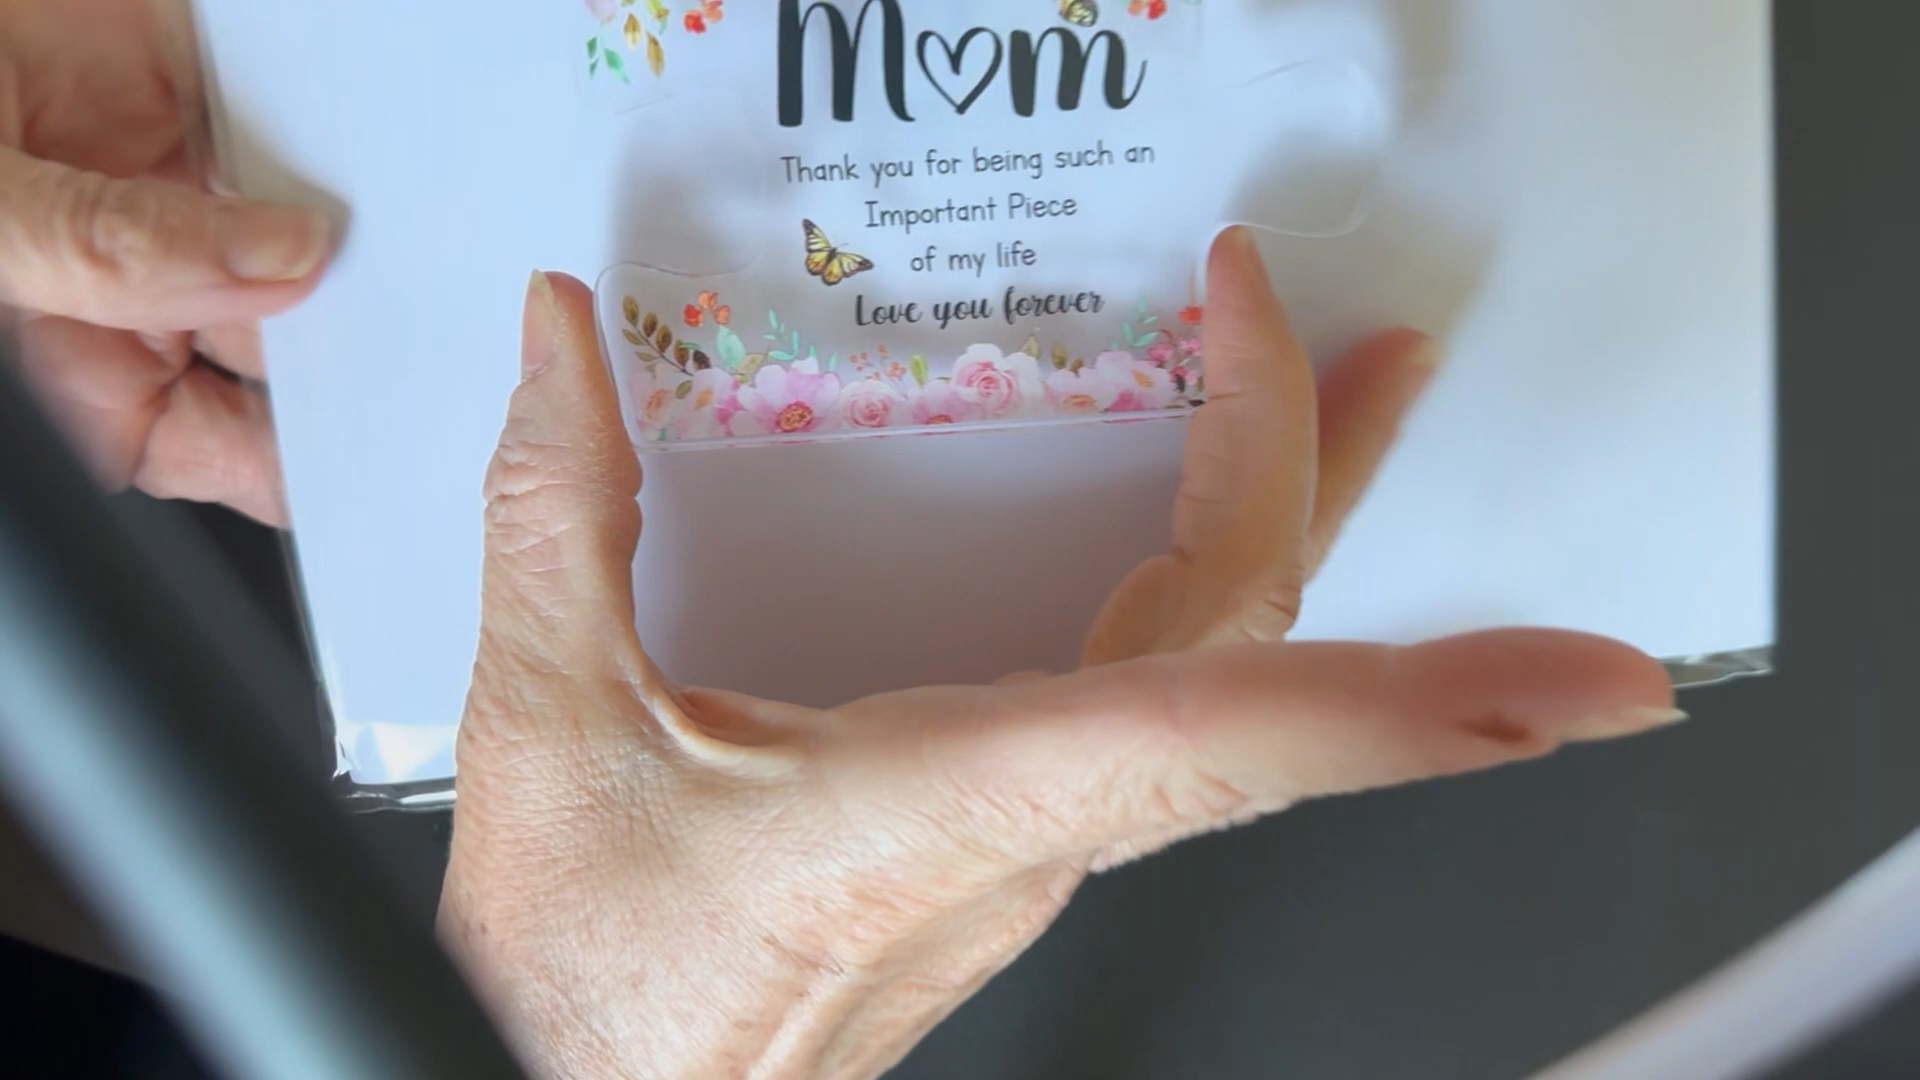 Mom
Thank you for being such an
Important Piece
of my life
Love you forever